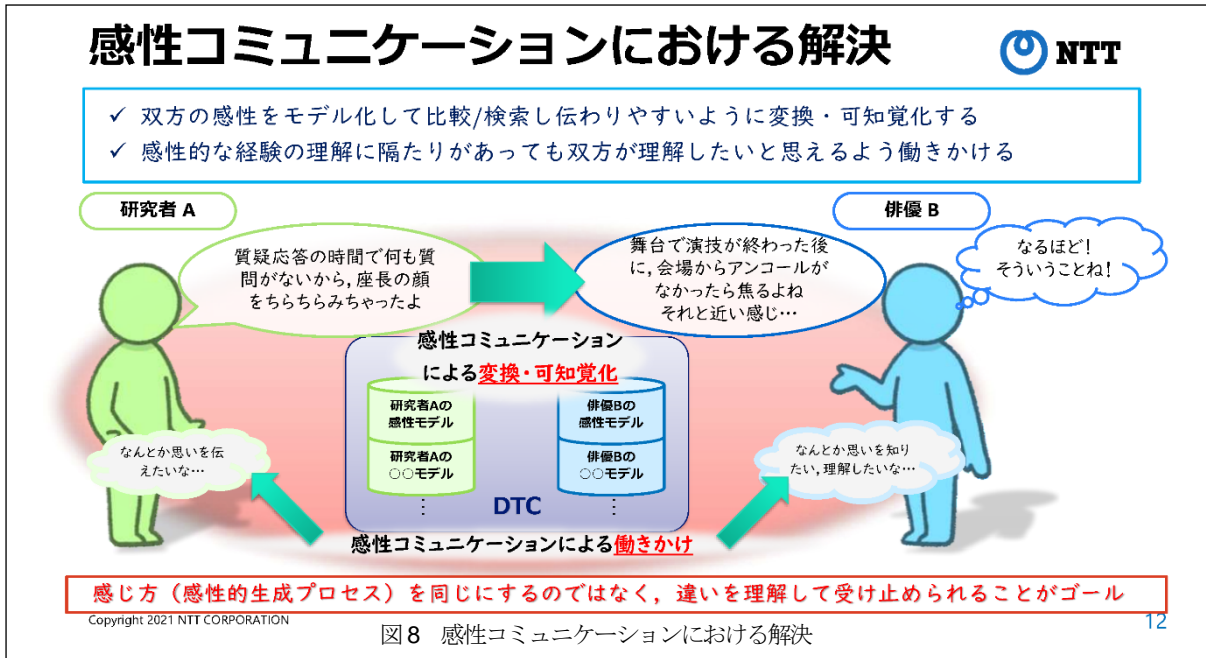 感性コミュニケーションにおける解決
NTT
✓ 双方の感性をモデル化して比較/検索し伝わりやすいように変換・可知覚化する
✓ 感性的な経験の理解に隔たりがあっても双方が理解したいと思えるよう働きかける
研究者 A
俳優 B
質疑応答の時間で何も質
問がないから,座長の顔
をちらちらみちゃったよ
舞台で演技が終わった後
に,会場からアンコールが
なかったら焦るよね
それと近い感じ…
なるほど!
そういうことね!
感性コミュニケーション
による変換・可知覚化
研究者Aの
感性モデル
研究者Aの
○○モデル
⋮
俳優Bの
感性モデル
俳優Bの
○○モデル
⋮
DTC
なんとか思いを伝
えたいな…
なんとか思いを知り
たい,理解したいな…
感性コミュニケーションによる働きかけ
感じ方（感性的生成プロセス）を同じにするのではなく，違いを理解して受け止められることがゴール
Copyright 2021 NTT CORPORATION
12
図8 感性コミュニケーションにおける解決